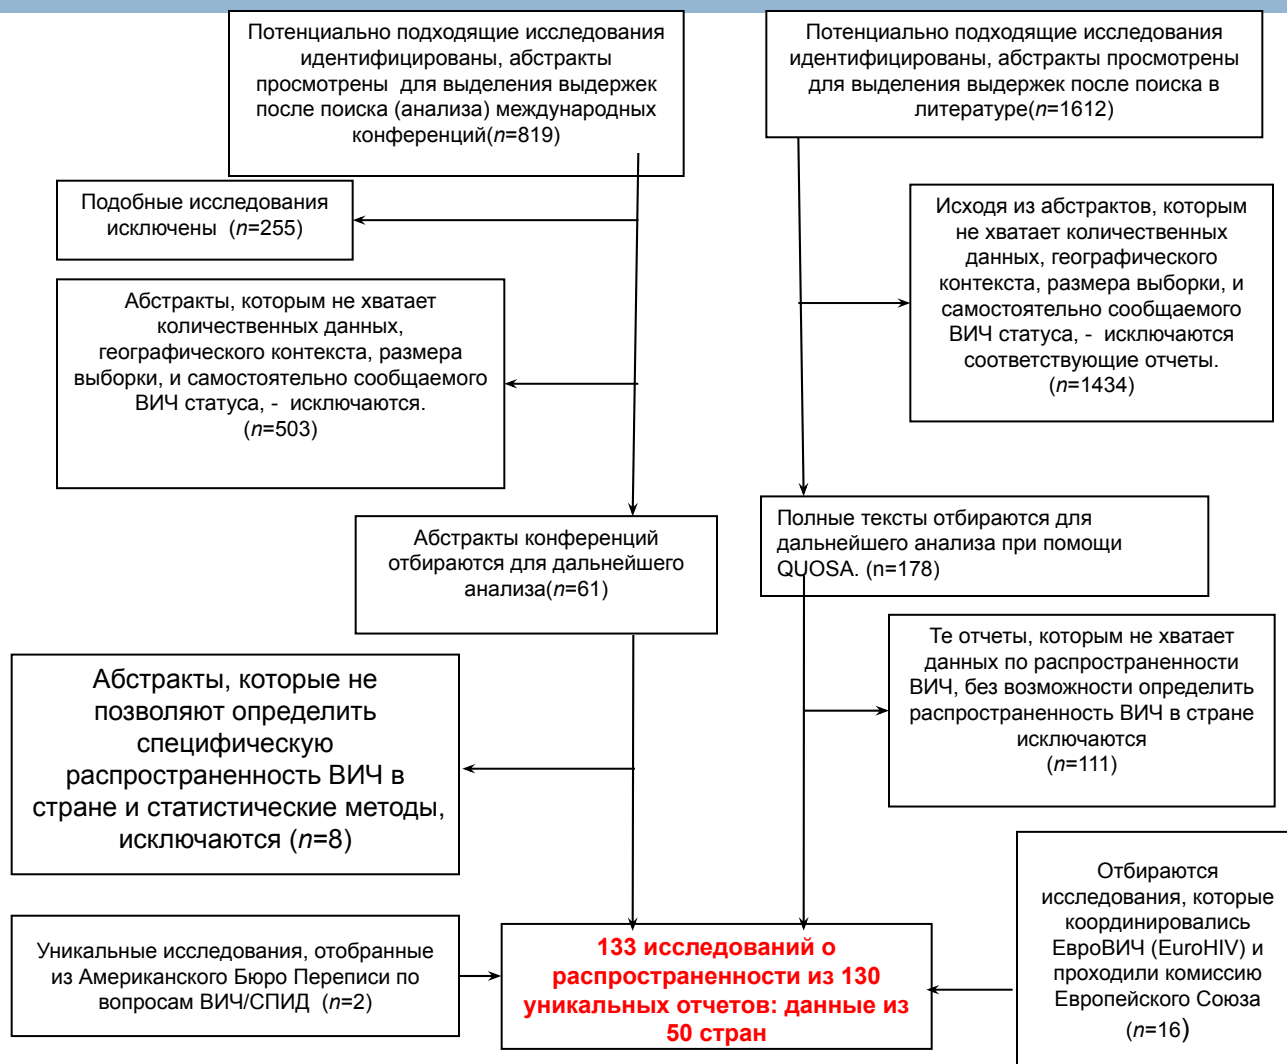 Потенциально подходящие исследования
идентифицированы, абстракты
просмотрены для выделения выдержек
после поиска (анализа) международных
конференций(n=819)
Потенциально подходящие исследования
идентифицированы, абстракты просмотрены
для выделения выдержек после поиска в
литературе(n=1612)
Подобные исследования
исключены (n=255)
Исходя из абстрактов, которым
не хватает количественных
данных, географического
контекста, размера выборки, и
самостоятельно сообщаемого
ВИЧ статуса, - исключаются
соответствующие отчеты.
(n=1434)
Абстракты, которым не хватает
количественных данных,
географического контекста, размера
выборки, и самостоятельно сообщаемого
ВИЧ статуса, - исключаются.
(n=503)
Абстракты конференций
отбираются для дальнейшего
анализа(n=61)
Полные тексты отбираются для
дальнейшего анализа при помощи
QUOSA. (n=178)
Те отчеты, которым не хватает
данных по распространенности
ВИЧ, без возможности определить
распространенность ВИЧ в стране
исключаются
(n=111)
Абстракты, которые не
позволяют определить
специфическую
распространенность ВИЧ в
стране и статистические методы,
исключаются (n=8)
Уникальные исследования, отобранные
из Американского Бюро Переписи по
вопросам ВИЧ/СПИД (n=2)
133 исследований о
распространенности из 130
уникальных отчетов: данные из
50 стран
Отбираются
исследования, которые
координировались
ЕвроВИЧ (EuroHIV) и
проходили комиссию
Европейского Союза
(n=16)